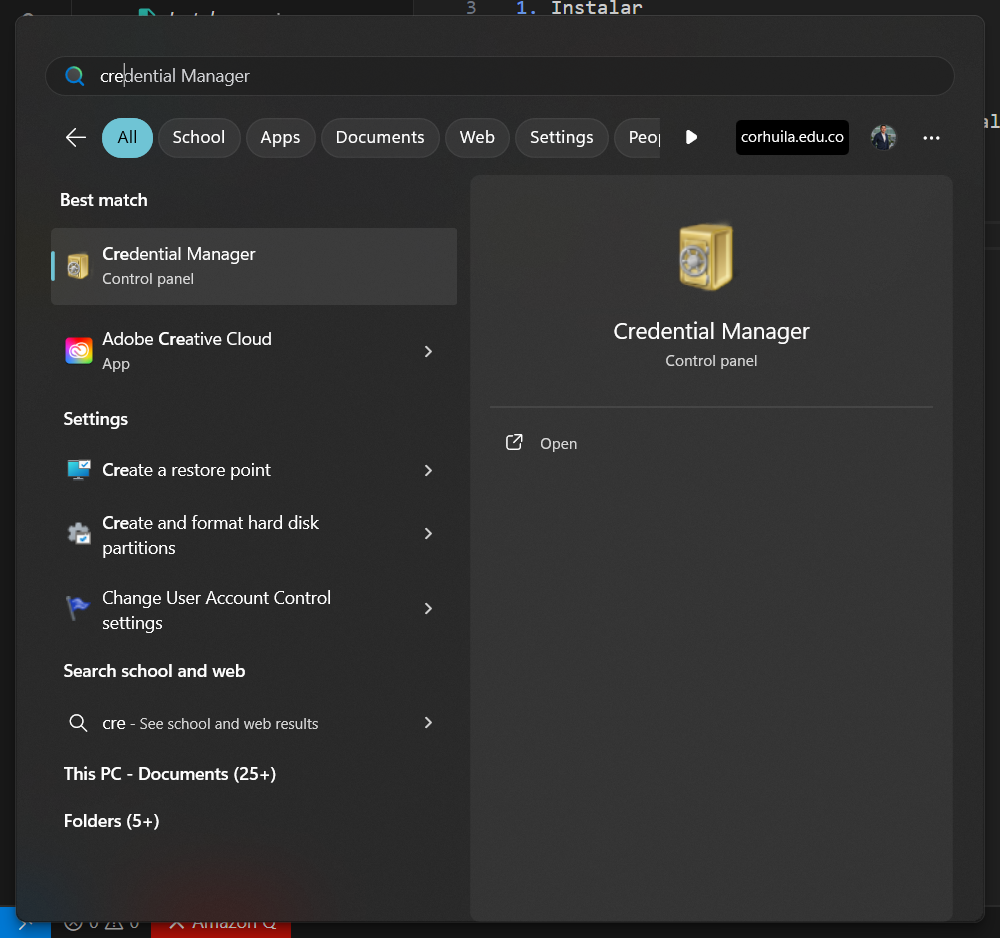 3 1. Instalar
credential Manager
All School Apps Documents Web Settings corhuila.edu.co
Best match
Credential Manager
Control panel
Adobe Creative Cloud
App
Settings
Create a restore point
Create and format hard disk
partitions
Change User Account Control
settings
Search school and web
cre - See school and web results
This PC - Documents (25+)
Folders (5+)
Credential Manager
Control panel
Open
0 0 Amazon Q